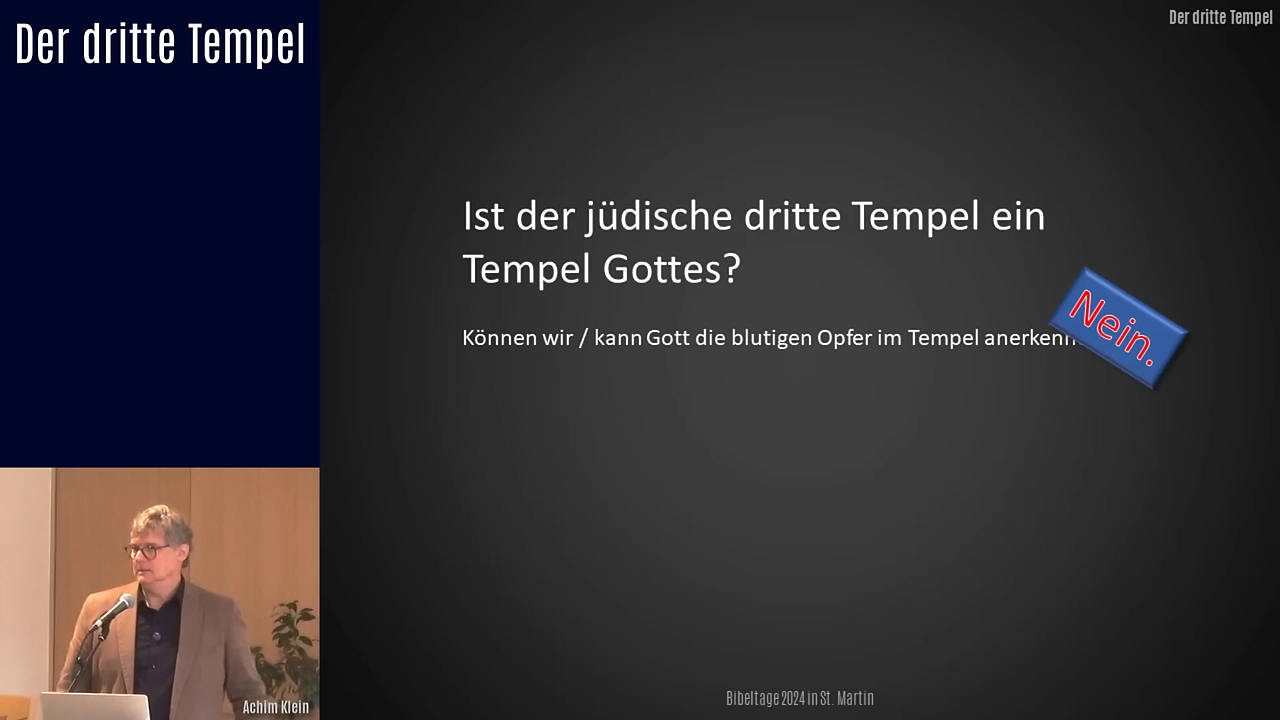 Der dritte Tempel
Der dritte Tempel
Ist der jüdische dritte Tempel ein
Tempel Gottes?
Können wir / kann Gott die blutigen Opfer im Tempel
Nein.
Achim Klein
Bibeltage 2024 in St. Martin